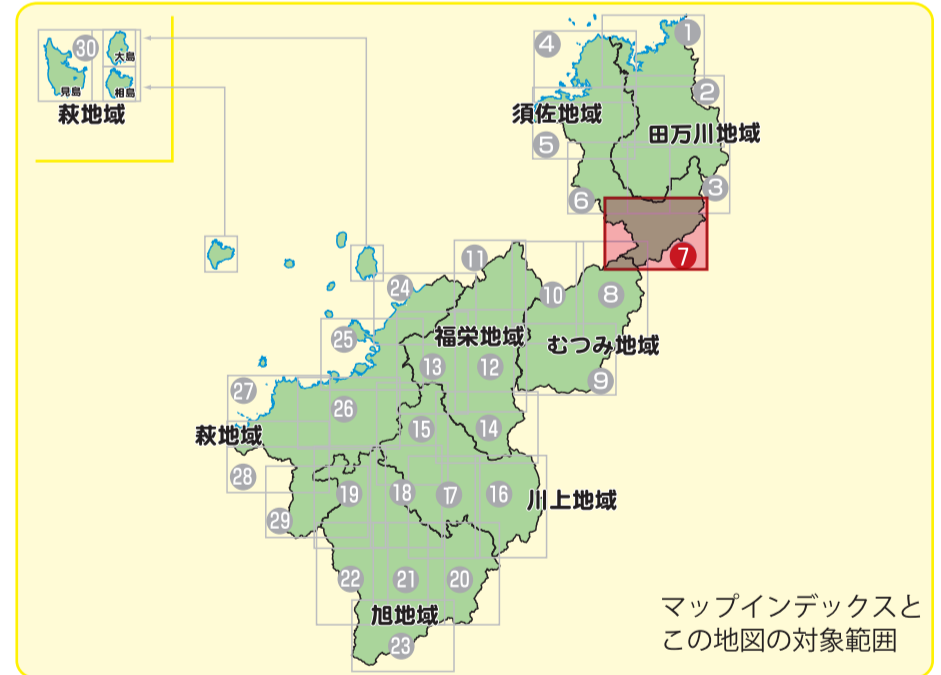 30
大島
見島
相島
萩地域
1
4
2
須佐地域
田万川地域
5
3
6
7
11
24
10
8
25
福栄地域
むつみ地域
13
12
9
27
26
萩地域
15
14
28
19
18
17
16
川上地域
29
22
21
20
旭地域
23
マップインデックスと
この地図の対象範囲